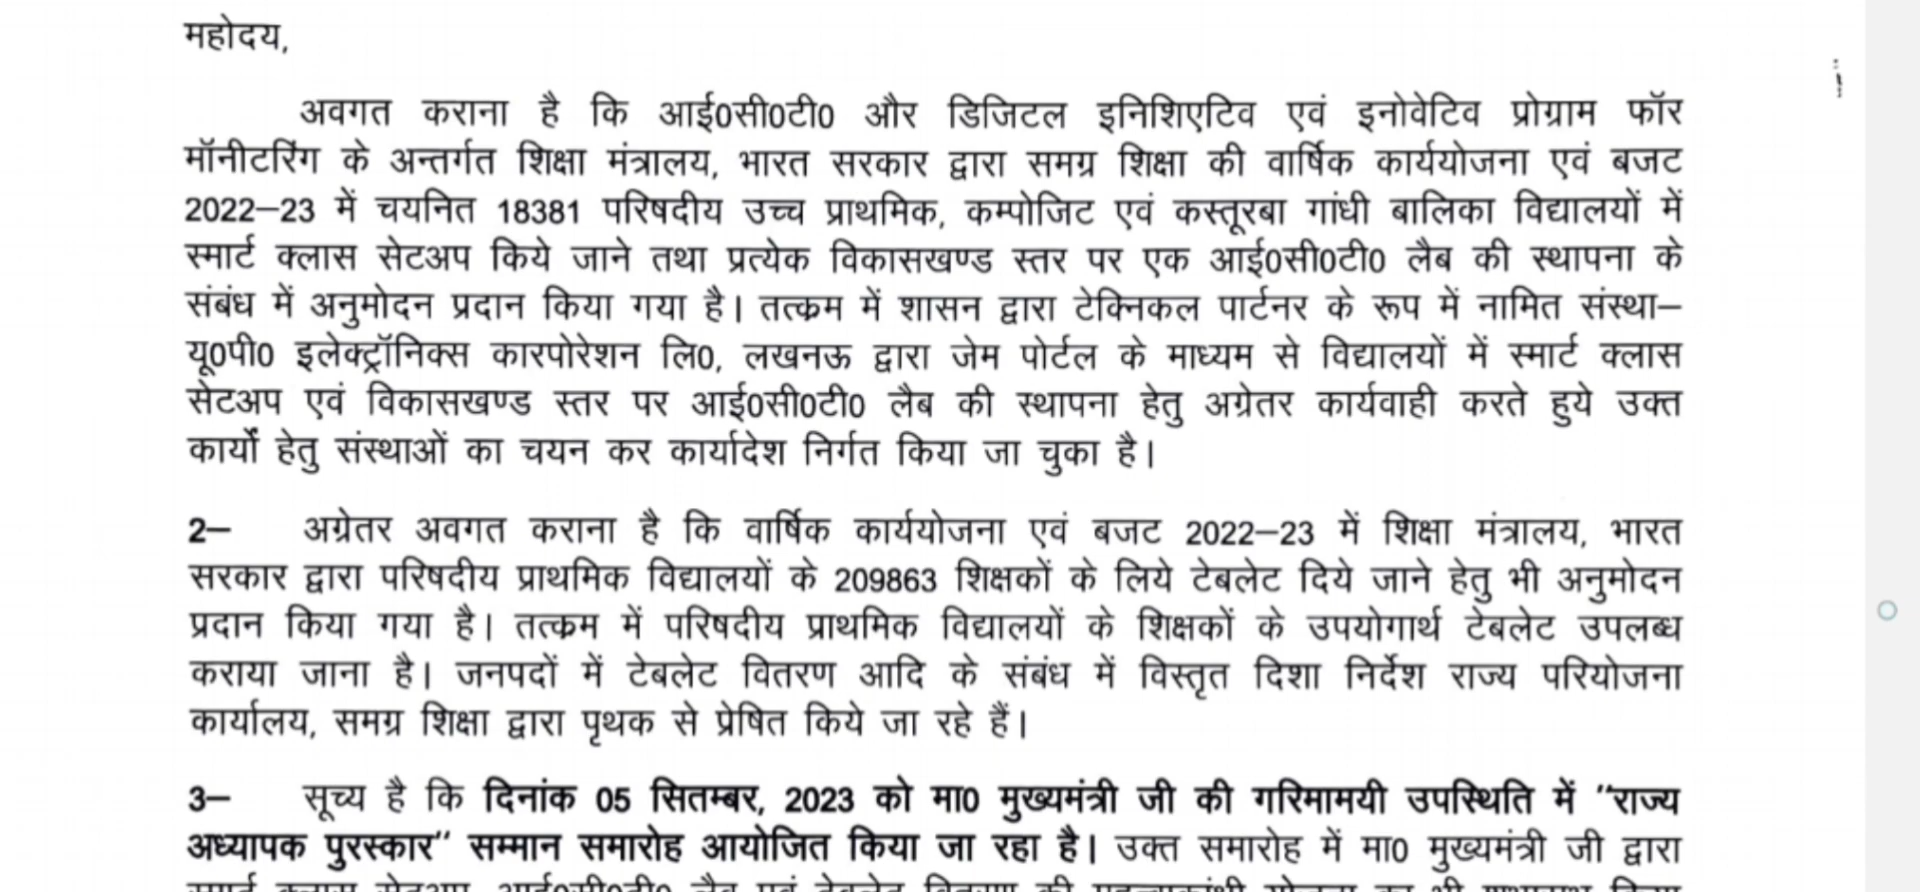 महोदय,
अवगत कराना है कि आई0सी0टी0 और डिजिटल इनिशिएटिव एवं इनोवेटिव प्रोग्राम फॉर
मॉनीटरिंग के अन्तर्गत शिक्षा मंत्रालय, भारत सरकार द्वारा समग्र शिक्षा की वार्षिक कार्ययोजना एवं बजट
2022–23 में चयनित 18381 परिषदीय उच्च प्राथमिक, कम्पोजिट एवं कस्तूरबा गांधी बालिका विद्यालयों में
स्मार्ट क्लास सेटअप किये जाने तथा प्रत्येक विकासखण्ड स्तर पर एक आई0सी0टी0 लैब की स्थापना के
संबंध में अनुमोदन प्रदान किया गया है। तत्क्रम में शासन द्वारा टेक्निकल पार्टनर के रूप में नामित संस्था–
यू0पी0 इलेक्ट्रॉनिक्स कारपोरेशन लि0, लखनऊ द्वारा जेम पोर्टल के माध्यम से विद्यालयों में स्मार्ट क्लास
सेटअप एवं विकासखण्ड स्तर पर आई0सी0टी0 लैब की स्थापना हेतु अग्रेतर कार्यवाही करते हुये उक्त
कार्यों हेतु संस्थाओं का चयन कर कार्यादेश निर्गत किया जा चुका है।
2– अग्रेतर अवगत कराना है कि वार्षिक कार्ययोजना एवं बजट 2022–23 में शिक्षा मंत्रालय, भारत
सरकार द्वारा परिषदीय प्राथमिक विद्यालयों के 209863 शिक्षकों के लिये टेबलेट दिये जाने हेतु भी अनुमोदन
प्रदान किया गया है। तत्क्रम में परिषदीय प्राथमिक विद्यालयों के शिक्षकों के उपयोगार्थ टेबलेट उपलब्ध
कराया जाना है। जनपदों में टेबलेट वितरण आदि के संबंध में विस्तृत दिशा निर्देश राज्य परियोजना
कार्यालय, समग्र शिक्षा द्वारा पृथक से प्रेषित किये जा रहे हैं।
3– सूच्य है कि दिनांक 05 सितम्बर, 2023 को मा0 मुख्यमंत्री जी की गरिमामयी उपस्थिति में "राज्य
अध्यापक पुरस्कार" सम्मान समारोह आयोजित किया जा रहा है। उक्त समारोह में मा0 मुख्यमंत्री जी द्वारा